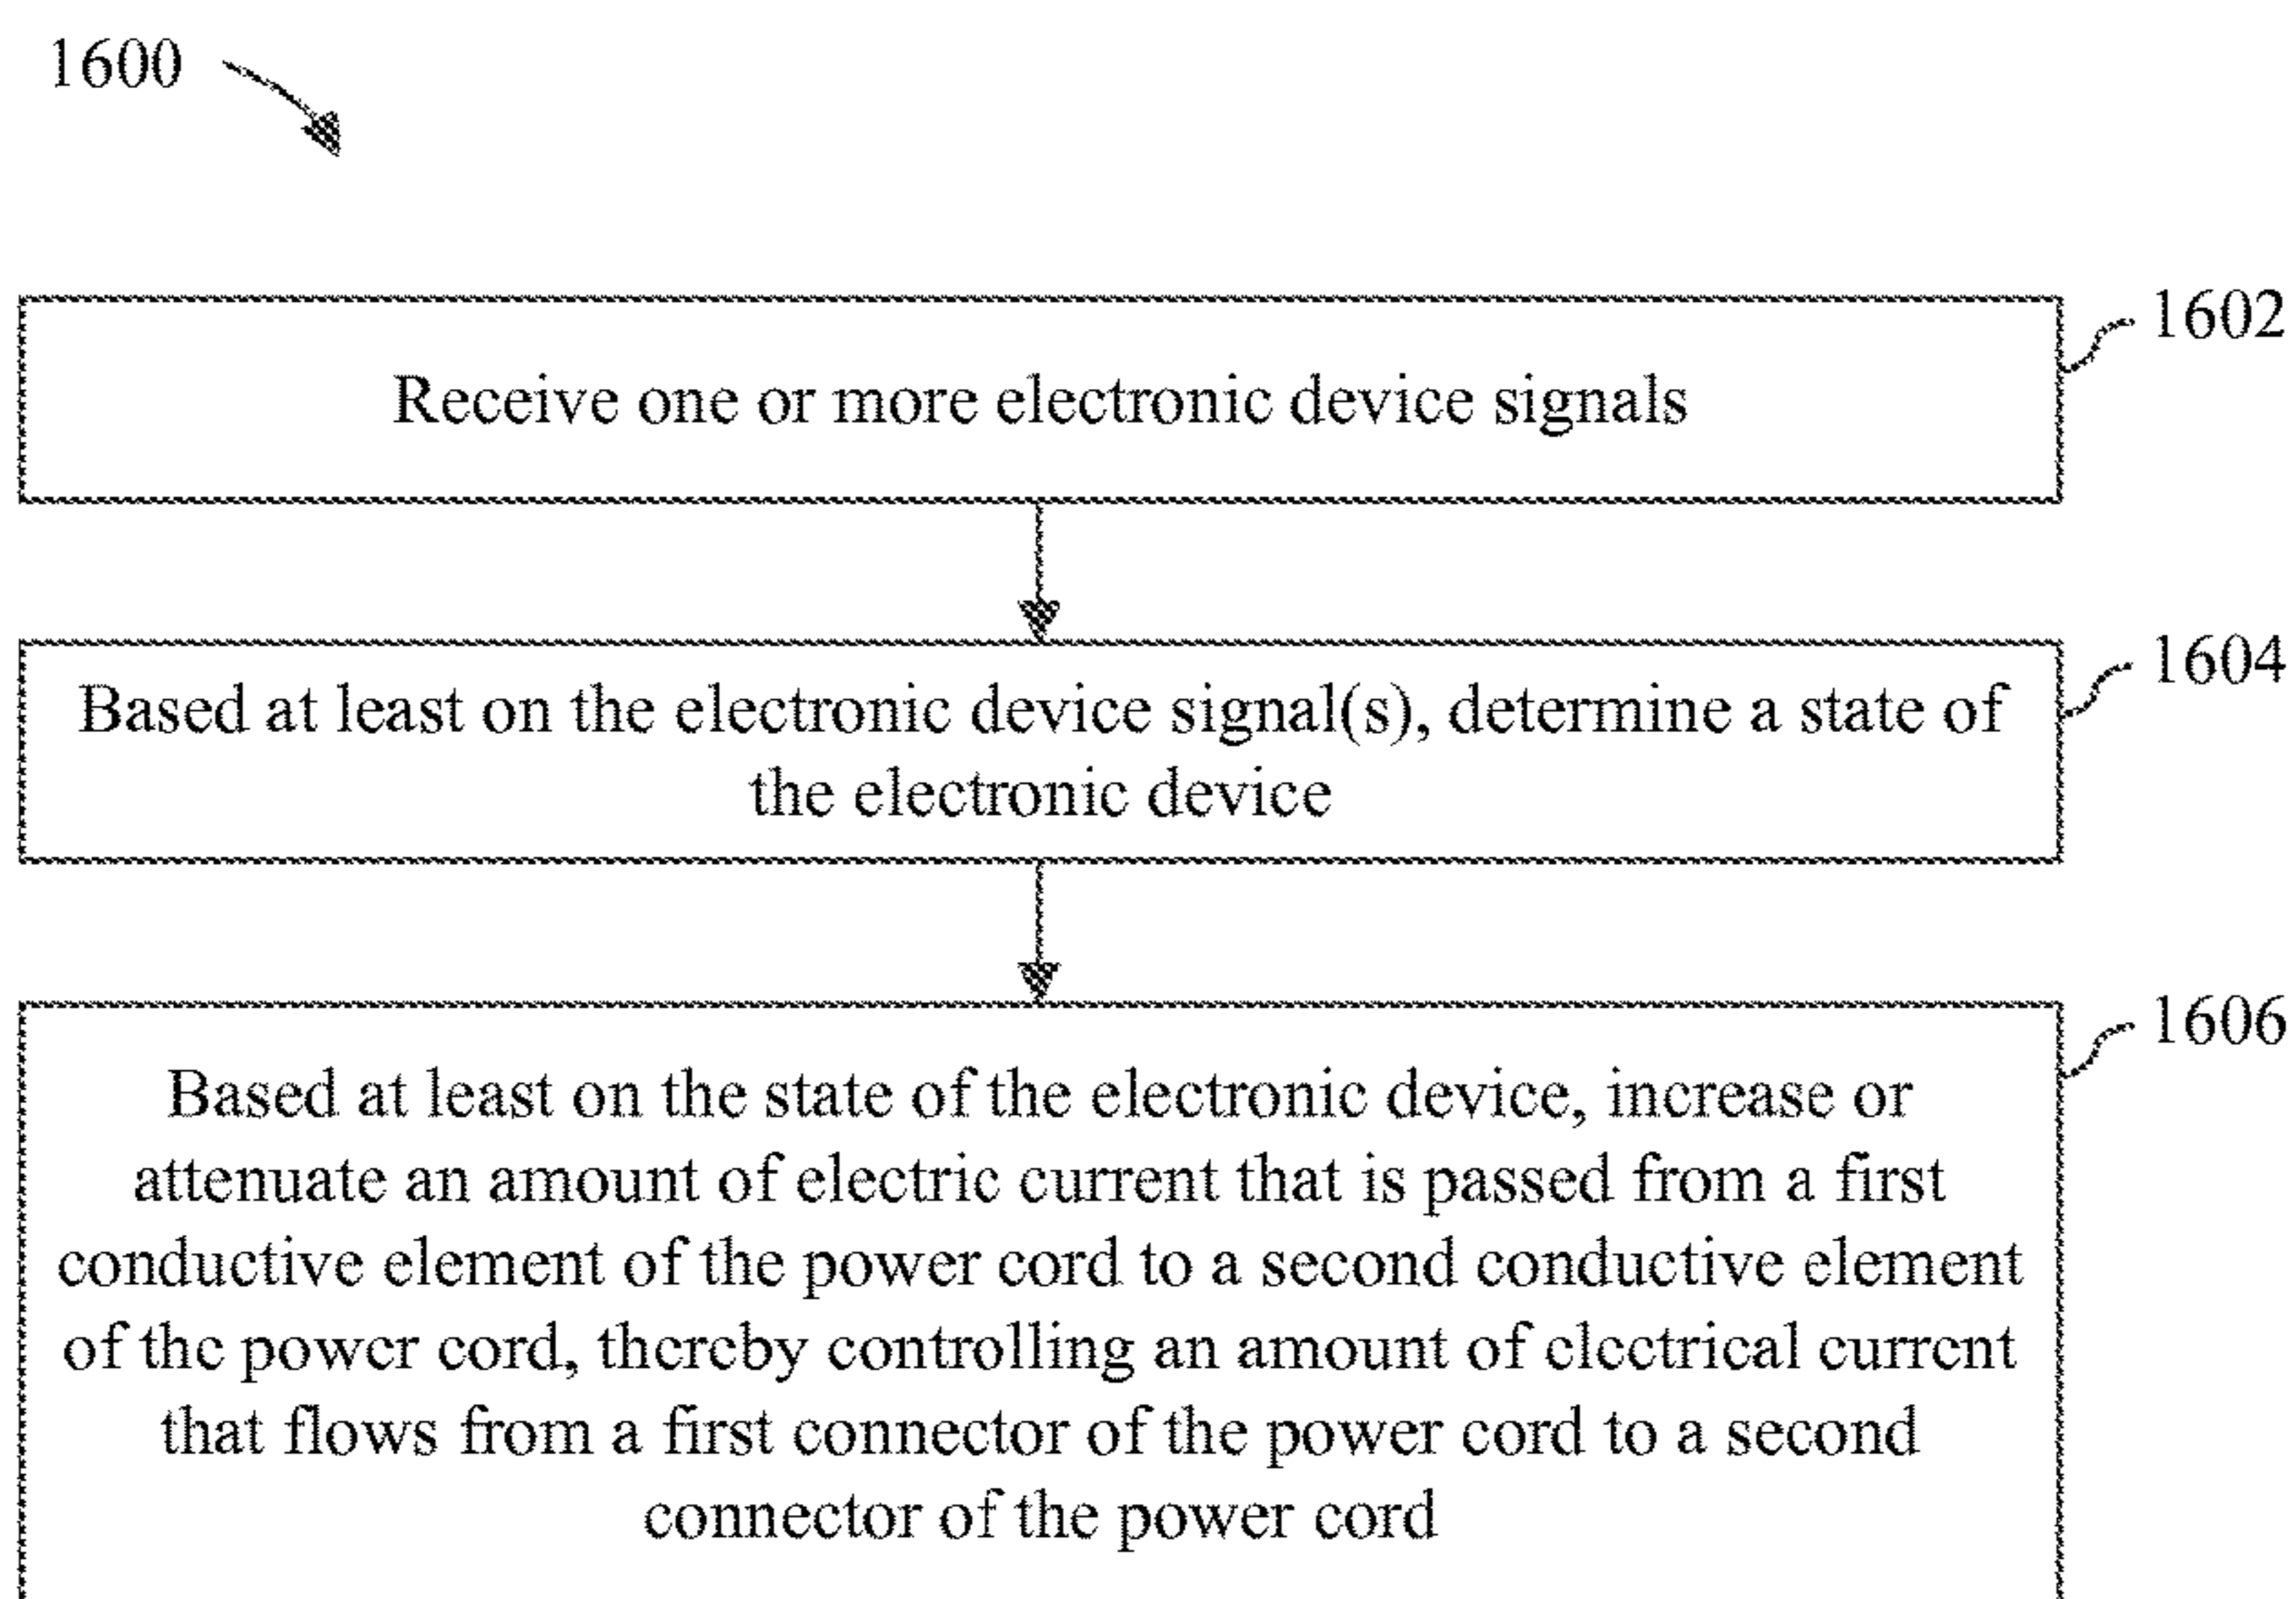 1600
1602
Receive one or more electronic device signals
1604
Based at least on the electronic device signal(s), determine a state of
the electronic device
1606
Based at least on the state of the electronic device, increase or
attenuate an amount of electric current that is passed from a first
conductive element of the power cord to a second conductive element
of the power cord, thereby controlling an amount of electrical current
that flows from a first connector of the power cord to a second
connector of the power cord